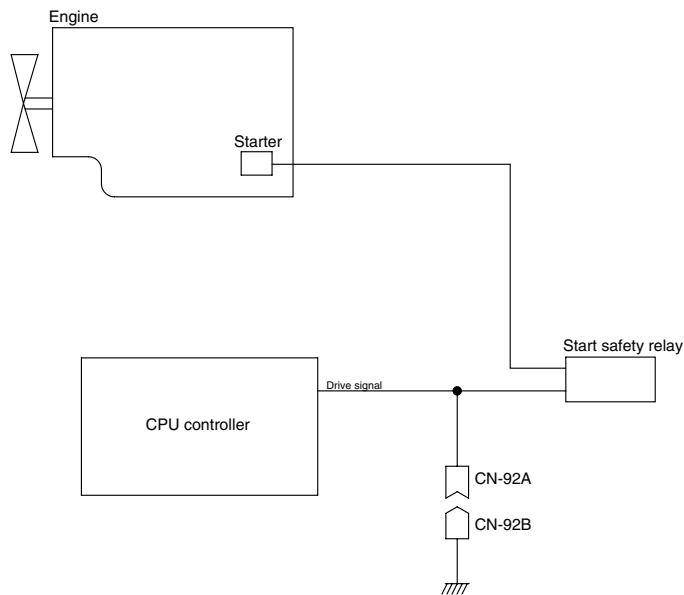 Engine
Starter
Start safety relay
Drive signal
CPU controller
CN-92A
CN-92B